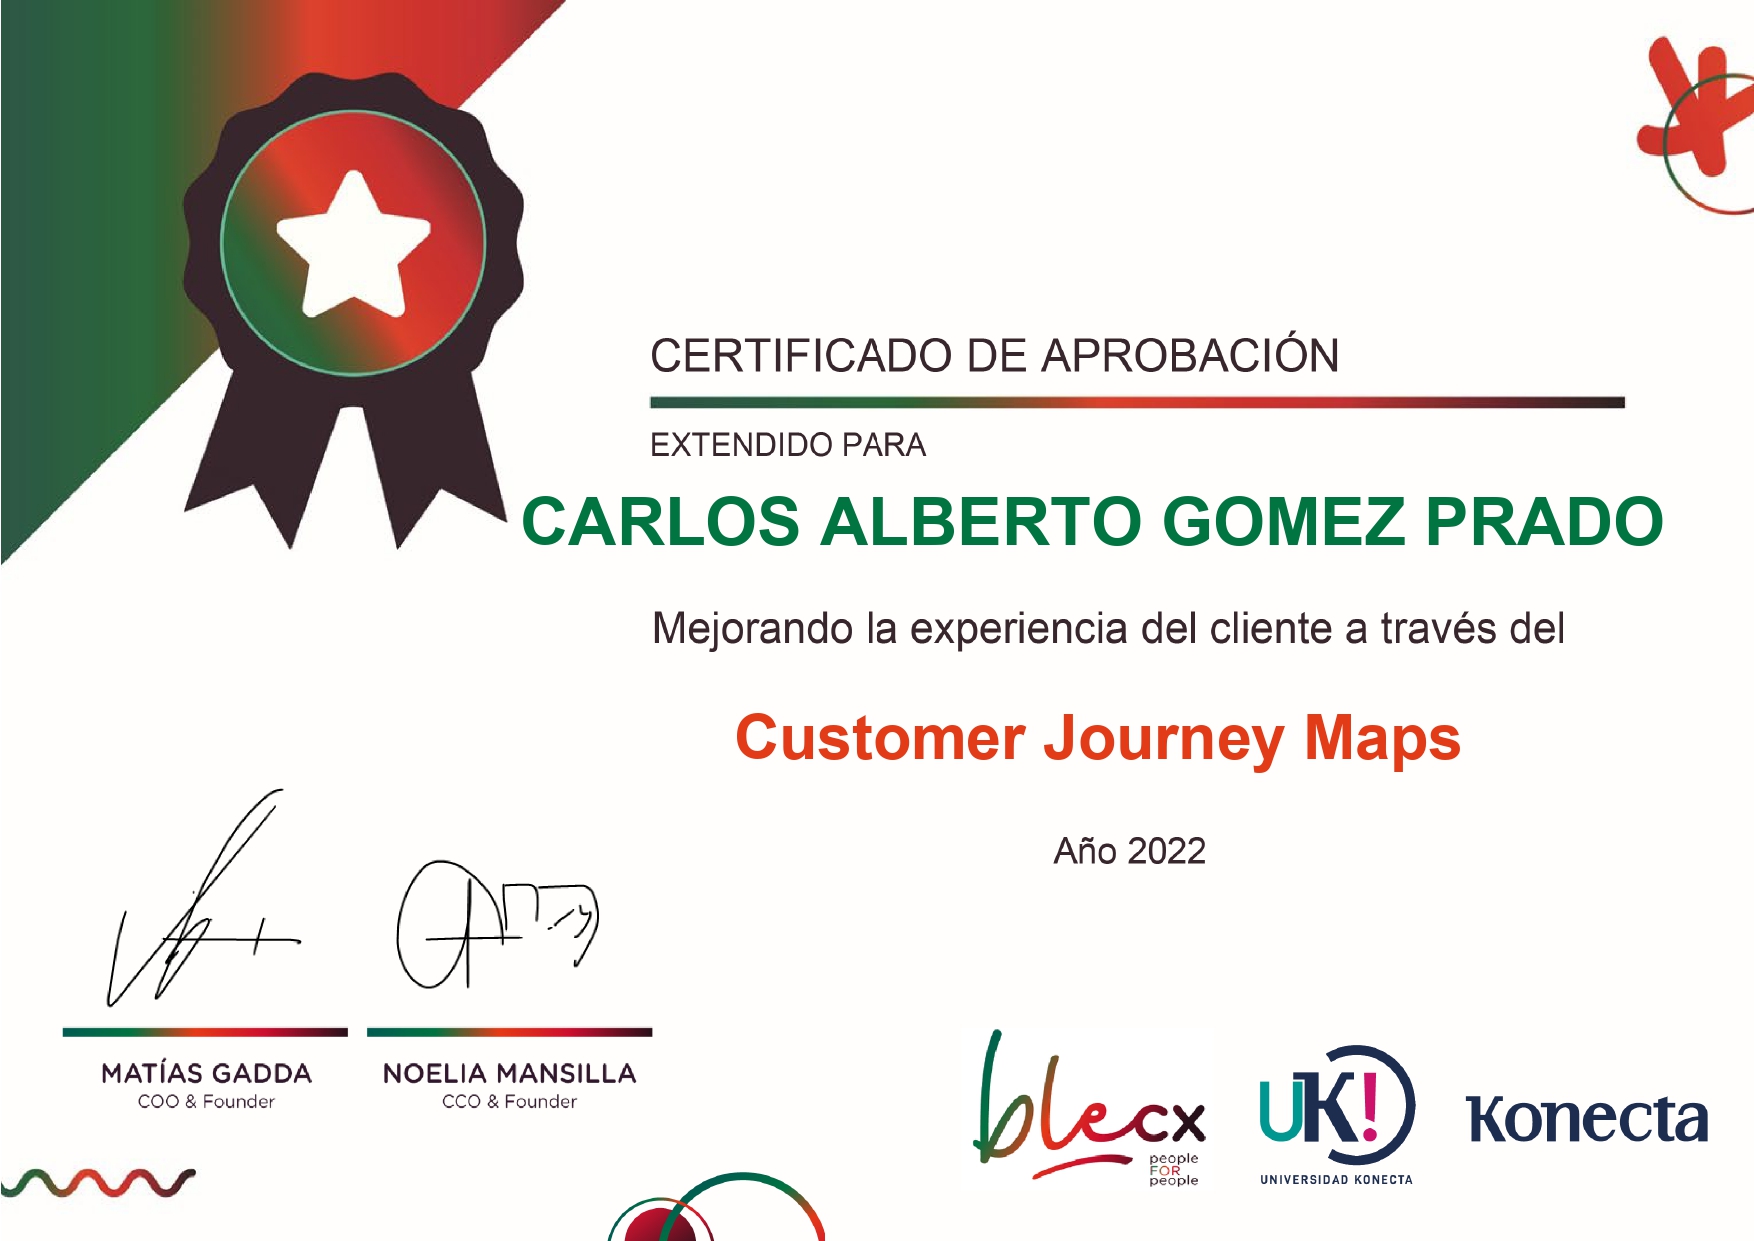 CERTIFICADO DE APROBACIÓN
EXTENDIDO PARA
CARLOS ALBERTO GOMEZ PRADO
Mejorando la experiencia del cliente a través del
Customer Journey Maps
Año 2022
MATÍAS GADDA
COO & Founder
NOELIA MANSILLA
CCO & Founder
blecx
people
FOR
people
UK!
UNIVERSIDAD KONECTA
Konecta